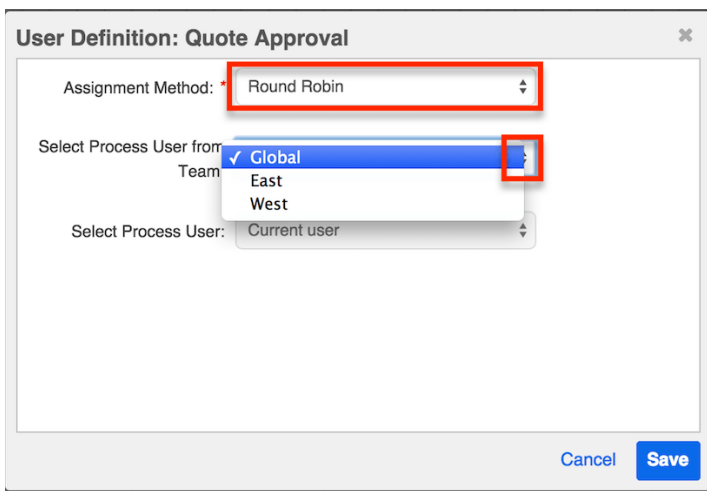 User Definition: Quote Approval
Assignment Method: * Round Robin
Select Process User from
Team
✓ Global
East
West
Select Process User: Current user
Cancel Save